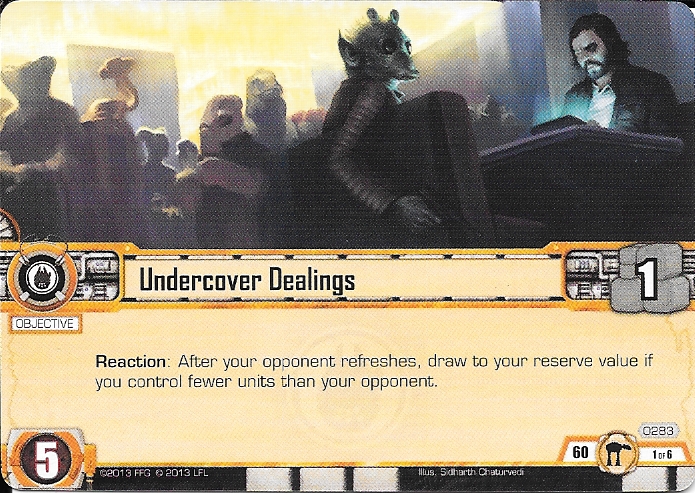 Undercover Dealings
1
OBJECTIVE
Reaction: After your opponent refreshes, draw to your reserve value if
you control fewer units than your opponent.
0283
60
1 OF 6
5
©2013 FFG © 2013 LFL
Illus. Sidharth Chaturvedi